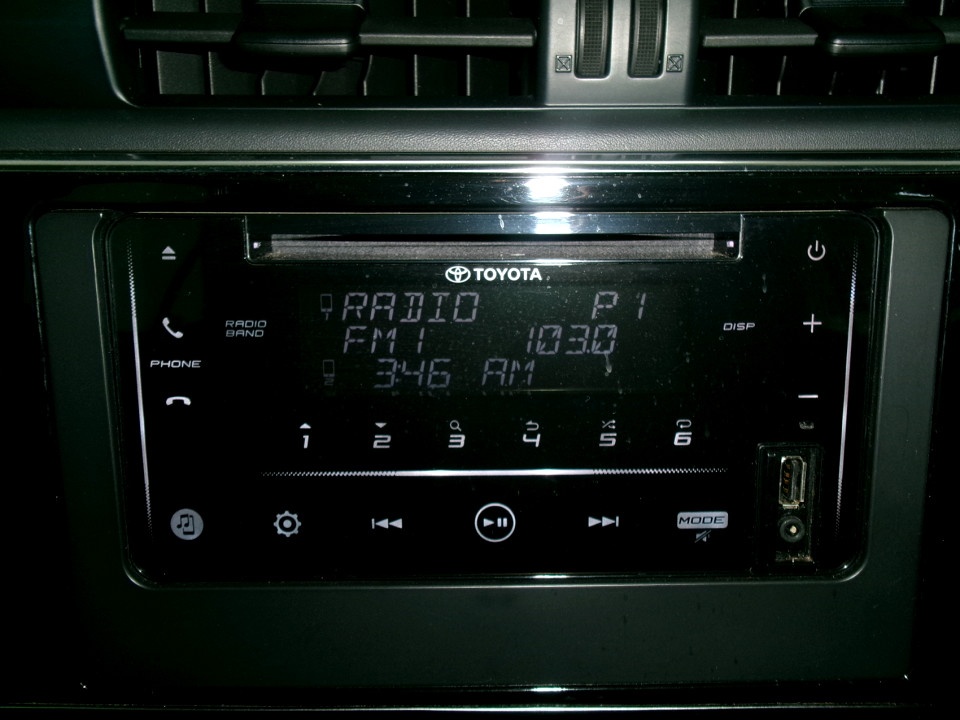 TOYOTA
RADIO P1
FM1 103.0
3:46 AM
RADIO BAND
DISP
PHONE
1 2 3 4 5 6
MODE